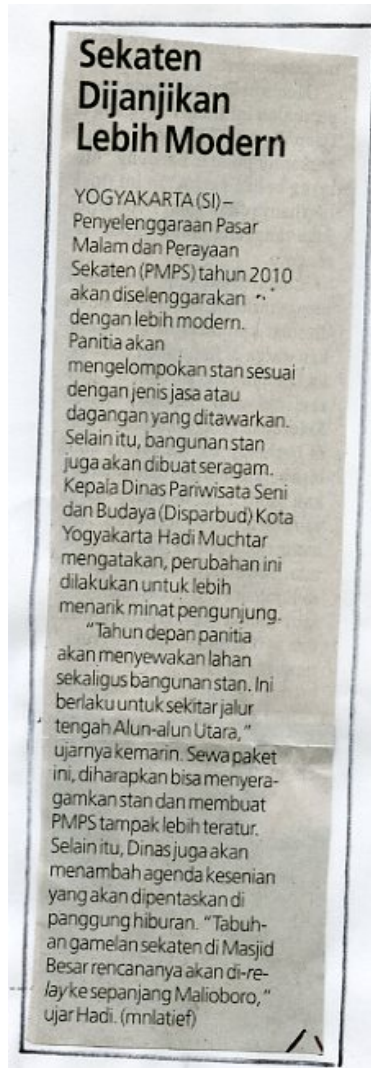 Sekaten
Dijanjikan
Lebih Modern
YOGYAKARTA (SI) –
Penyelenggaraan Pasar
Malam dan Perayaan
Sekaten (PMPS) tahun 2010
akan diselenggarakan
dengan lebih modern.
Panitia akan
mengelompokan stan sesuai
dengan jenis jasa atau
dagangan yang ditawarkan.
Selain itu, bangunan stan
juga akan dibuat seragam.
Kepala Dinas Pariwisata Seni
dan Budaya (Disparbud) Kota
Yogyakarta Hadi Muchtar
mengatakan, perubahan ini
dilakukan untuk lebih
menarik minat pengunjung.
"Tahun depan panitia
akan menyewakan lahan
sekaligus bangunan stan. Ini
berlaku untuk sekitar jalur
tengah Alun-alun Utara,"
ujarnya kemarin. Sewa paket
ini, diharapkan bisa menyera-
gamkan stan dan membuat
PMPS tampak lebih teratur.
Selain itu, Dinas juga akan
menambah agenda kesenian
yang akan dipentaskan di
panggung hiburan. "Tabuh-
an gamelan sekaten di Masjid
Besar rencananya akan di-re-
lay ke sepanjang Malioboro,"
ujar Hadi. (mnlatief)